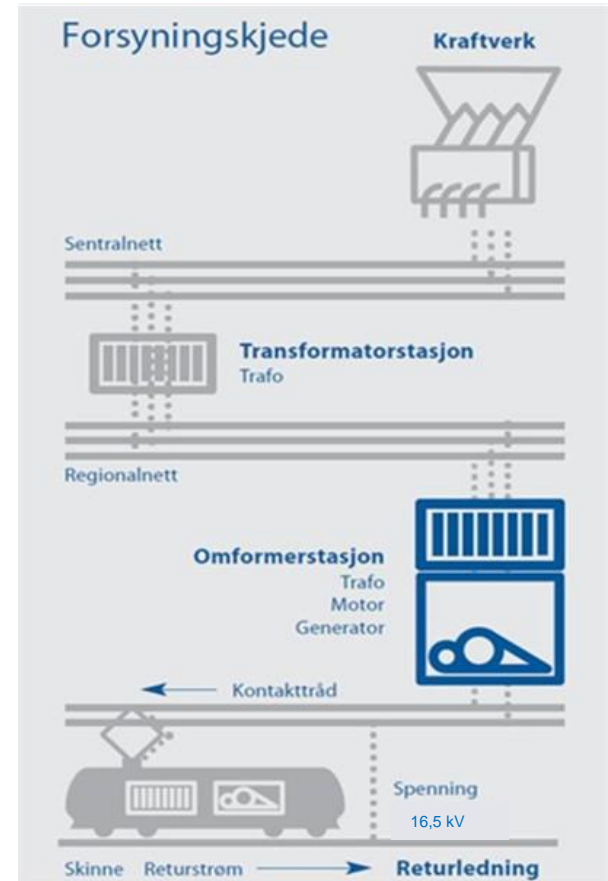 Forsyningskjede
Kraftverk
Sentralnett
Transformatorstasjon
Trafo
Regionalnett
Omformerstasjon
Trafo
Motor
Generator
Kontakttråd
Spenning
16,5 kV
Skinne Returstrøm Returledning